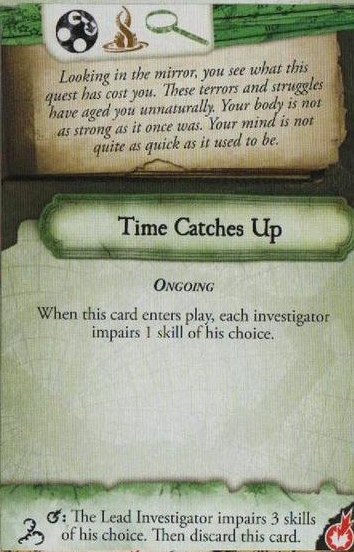 Looking in the mirror, you see what this
quest has cost you. These terrors and struggles
have aged you unnaturally. Your body is not
as strong as it once was. Your mind is not
quite as quick as it used to be.
Time Catches Up
ONGOING
When this card enters play, each investigator
impairs 1 skill of his choice.
: The Lead Investigator impairs 3 skills
of his choice. Then discard this card.